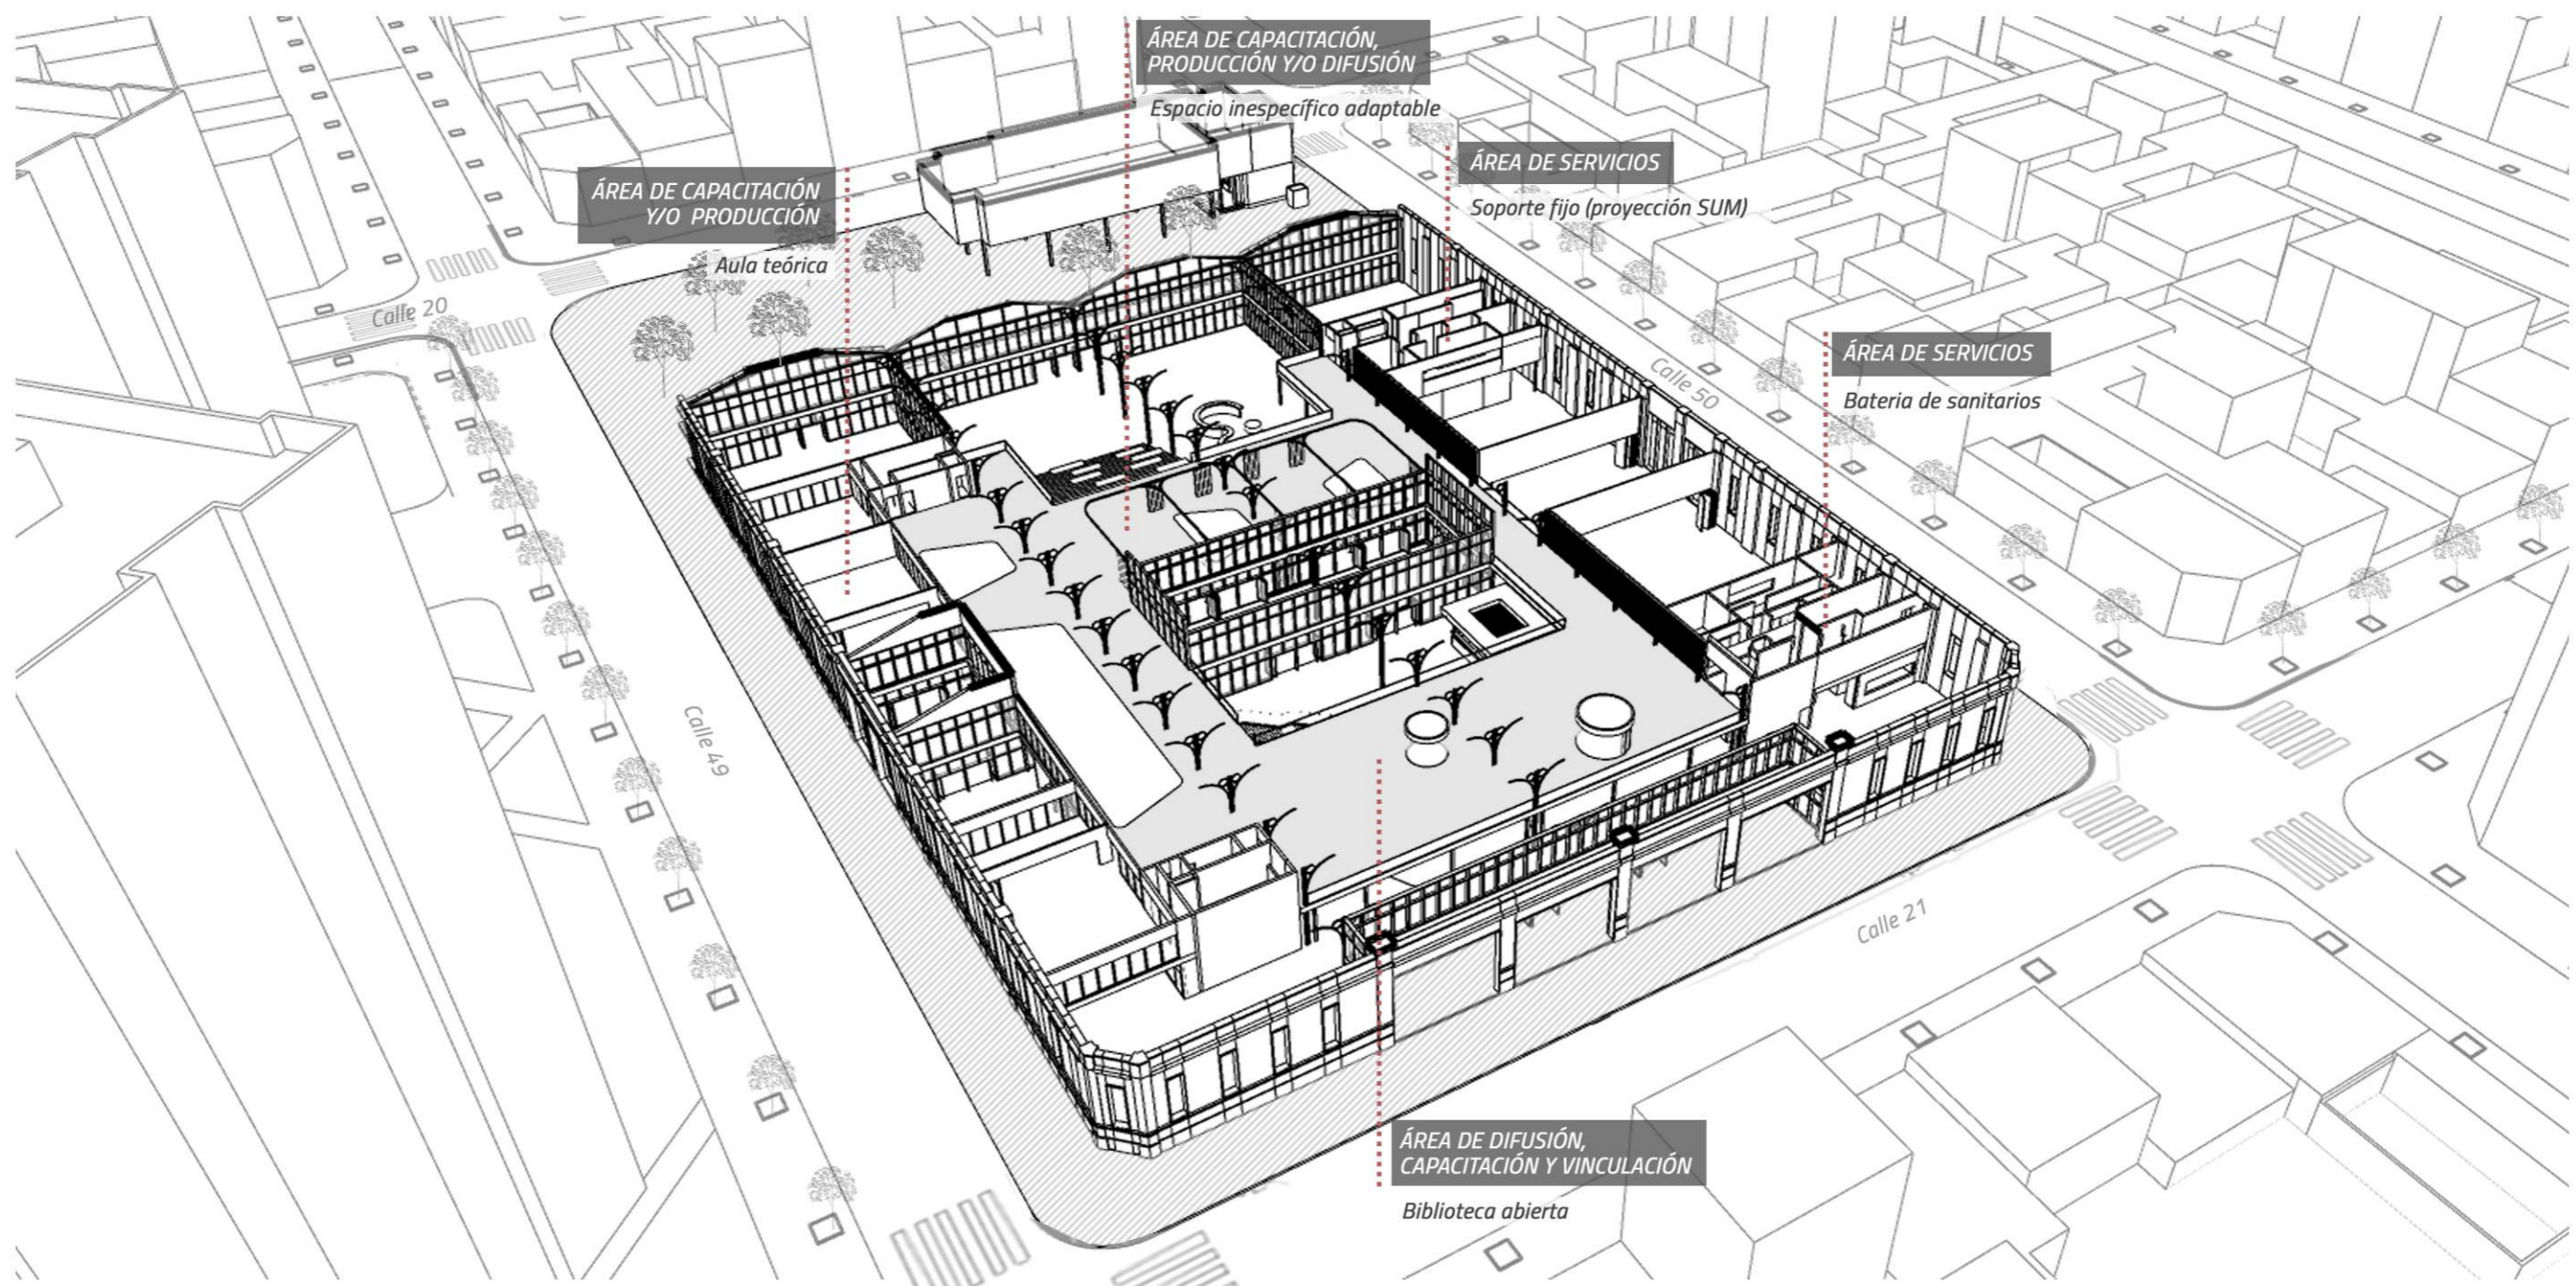 ÁREA DE CAPACITACIÓN,
PRODUCCIÓN Y/O DIFUSIÓN
Espacio inespecífico adaptable
ÁREA DE SERVICIOS
Soporte fijo (proyección SUM)
ÁREA DE CAPACITACIÓN
Y/O PRODUCCIÓN
Aula teórica
Calle 20
ÁREA DE SERVICIOS
Bateria de sanitarios
Calle 50
Calle 49
Calle 21
ÁREA DE DIFUSIÓN,
CAPACITACIÓN Y VINCULACIÓN
Biblioteca abierta